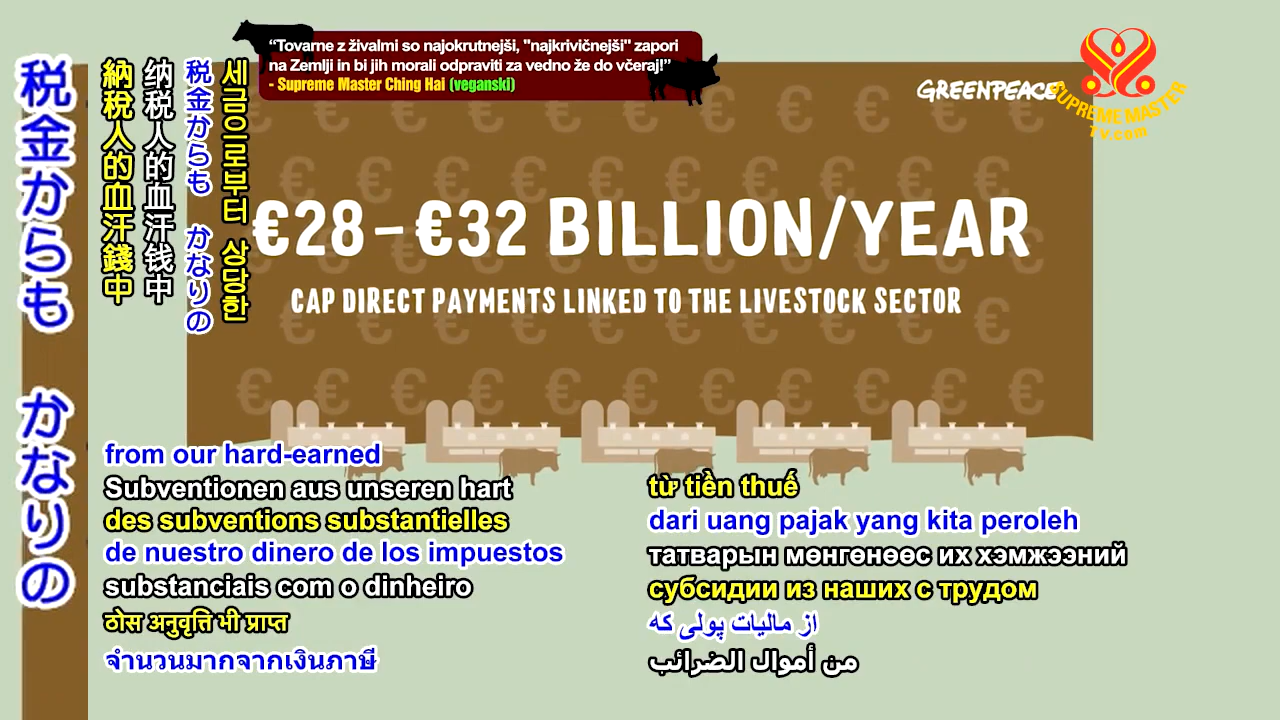 “Tovarne z živalmi so najokrutnejši, "najkrivičnejši" zapori
na Zemlji in bi jih morali odpraviti za vedno že do včeraj!”
- Supreme Master Ching Hai (veganski)
GREENPEACE
SUPREME MASTER
TV.com
税金からも かなりの
納稅人的血汗錢中
纳税人的血汗钱中
税金からも かなりの
세금으로부터 상당한
€28–€32 BILLION/YEAR
CAP DIRECT PAYMENTS LINKED TO THE LIVESTOCK SECTOR
from our hard-earned
Subventionen aus unseren hart
des subventions substantielles
de nuestro dinero de los impuestos
substanciais com o dinheiro
ठोस अनुवृत्ति भी प्राप्त
จำนวนมากจากเงินภาษี
từ tiền thuế
dari uang pajak yang kita peroleh
татварын мөнгөнөөс их хэмжээний
субсидии из наших с трудом
از مالیات پولی که
من أموال الضرائب